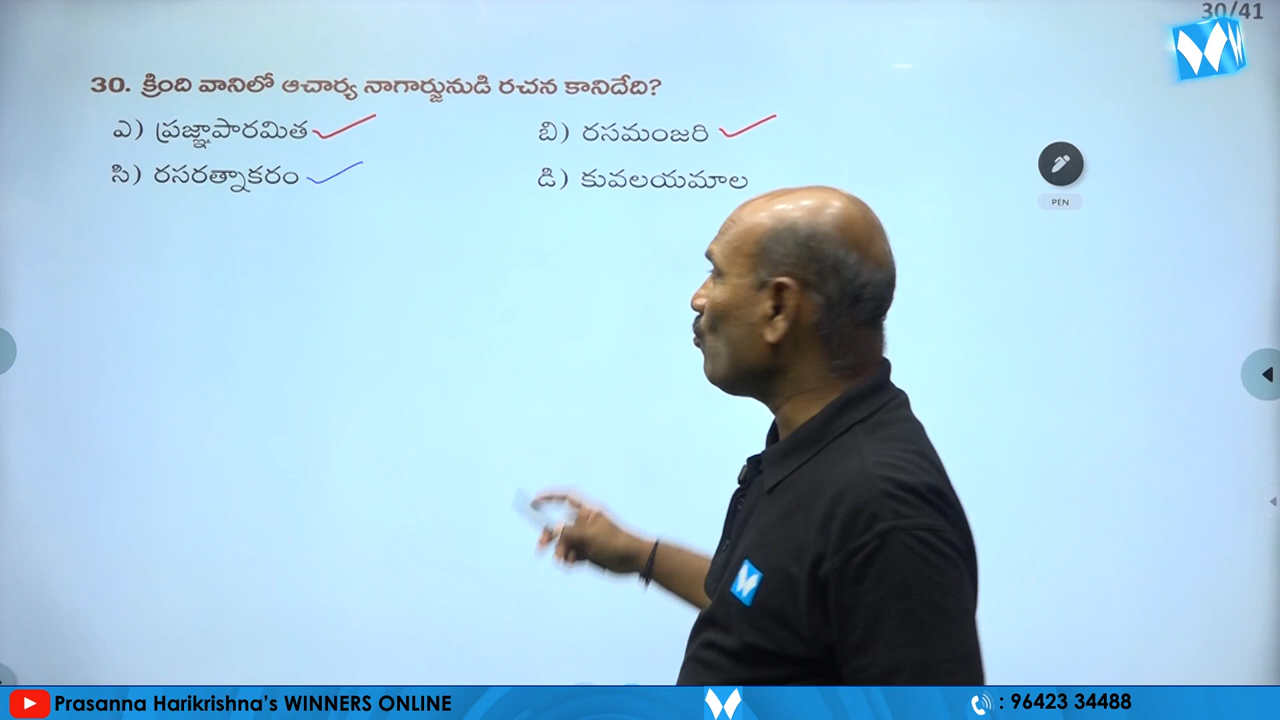 30/41
30. క్రింది వానిలో ఆచార్య నాగార్జునుడి రచన కానిదేది?
ఎ) ప్రజ్ఞాపారమిత బి) రసమంజరి
సి) రసరత్నాకరం డి) కువలయమాల
PEN
Prasanna Harikrishna's WINNERS ONLINE : 96423 34488